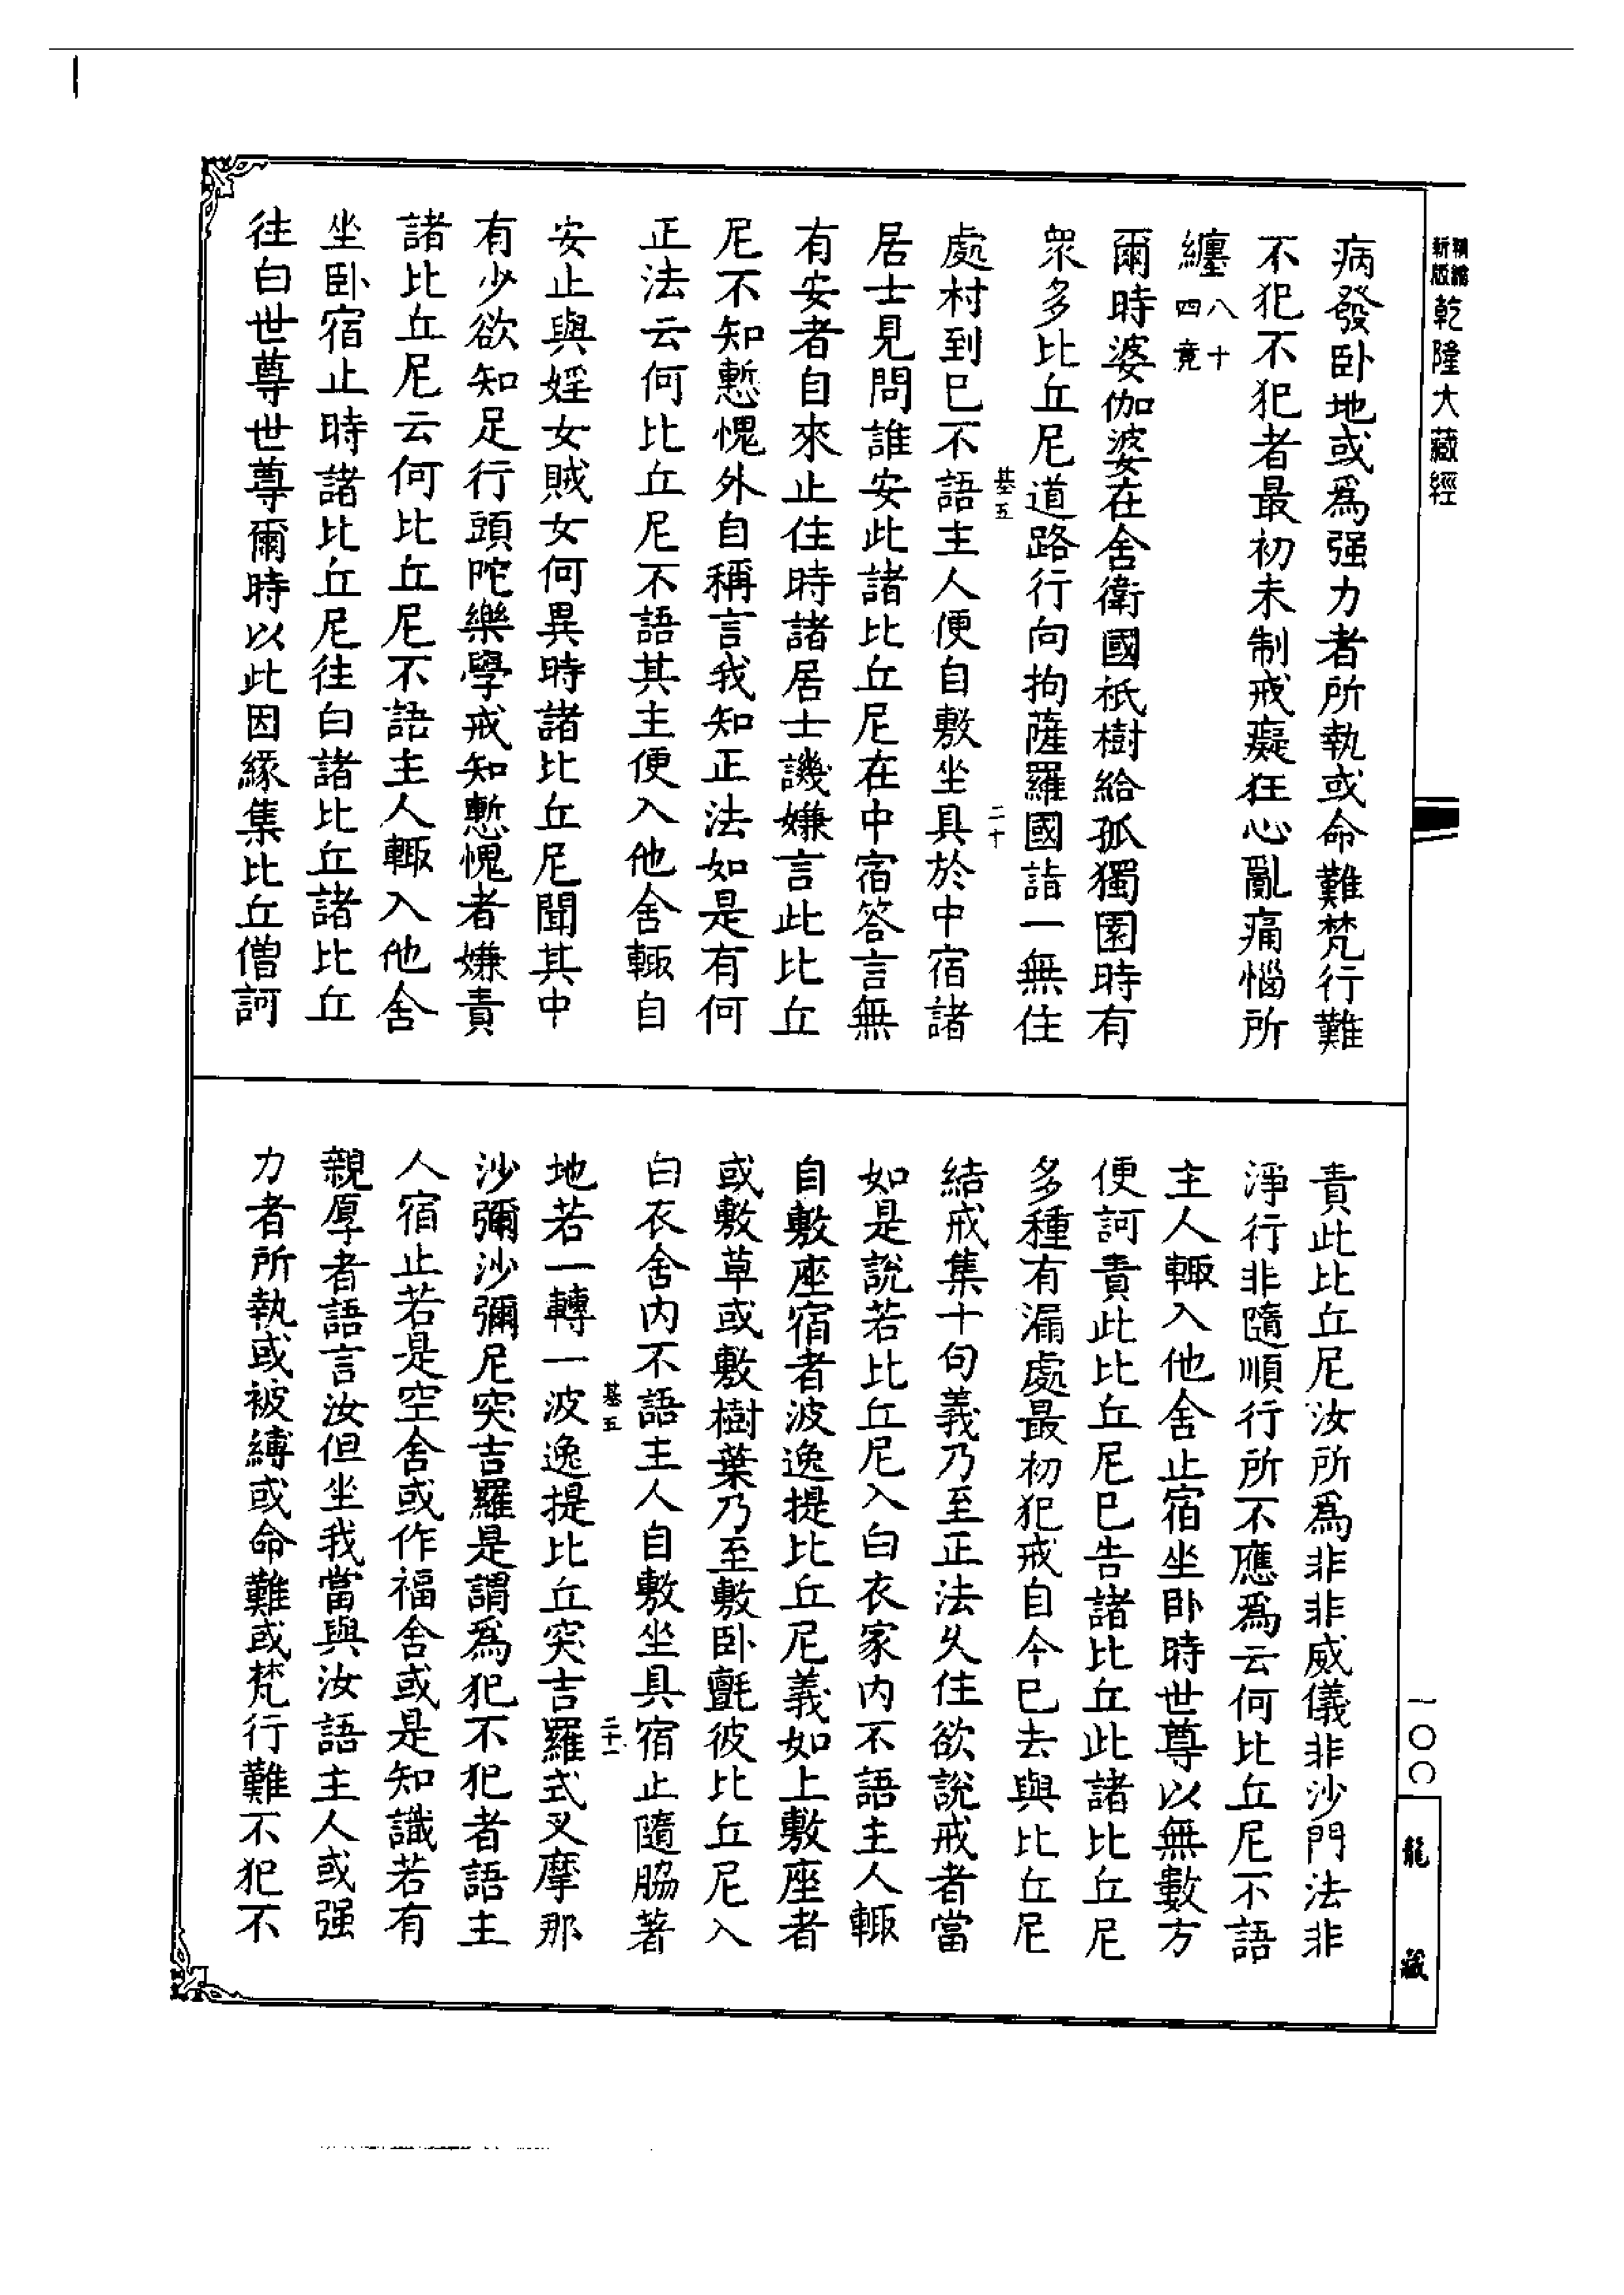 新編
新版
乾隆大藏經
病發臥地或爲强力者所執或命難梵行難
不犯不犯者最初未制戒癡狂心亂痛惱所
纏八十四竟
爾時婆伽婆在舍衛國祇樹給孤獨園時有
衆多比丘尼道路行向拘薩羅國詣一無住
處村到已不語主人便自敷坐具於中宿諸
基五
二十
居士見問誰安此諸比丘尼在中宿答言無
有安者自來止住時諸居士譏嫌言此比丘
尼不知慙愧外自稱言我知正法如是有何
正法云何比丘尼不語其主便入他舍輒自
安止與婬女賊女何異時諸比丘尼聞其中
有少欲知足行頭陀樂學戒知慙愧者嫌責
諸比丘尼云何比丘尼不語主人輒入他舍
坐臥宿止時諸比丘尼往白諸比丘諸比丘
往白世尊世尊爾時以此因緣集比丘僧訶
責此比丘尼汝所爲非非威儀非沙門法非
淨行非隨順行所不應爲云何比丘尼不語
主人輒入他舍止宿坐臥時世尊以無數方
便訶責此比丘尼已告諸比丘此諸比丘尼
多種有漏處最初犯戒自今已去與比丘尼
結戒集十句義乃至正法久住欲說戒者當
如是說若比丘尼入白衣家內不語主人輒
自敷座宿者波逸提比丘尼義如上敷座者
或敷草或敷樹葉乃至敷臥氈彼比丘尼入
白衣舍內不語主人自敷坐具宿止隨脇著
基五
二十一
地若一轉一波逸提比丘突吉羅式叉摩那
沙彌沙彌尼突吉羅是謂爲犯不犯者語主
人宿止若是空舍或作福舍或是知識若有
親厚者語言汝但坐我當與汝語主人或强
力者所執或被縛或命難或梵行難不犯不
一〇〇
龍藏